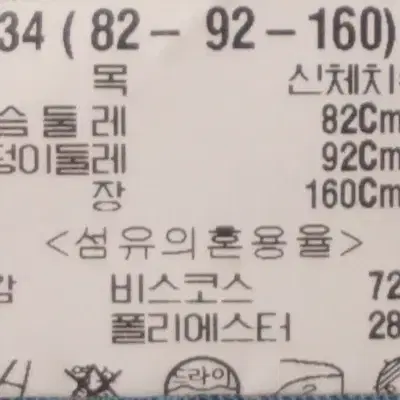 34 (82-92-160)
목 신체치
슴둘레 82Cm
덩이둘레 92Cm
장 160Cm
<섬유의혼용율>
감 비스코스 72
폴리에스터 28
드라이